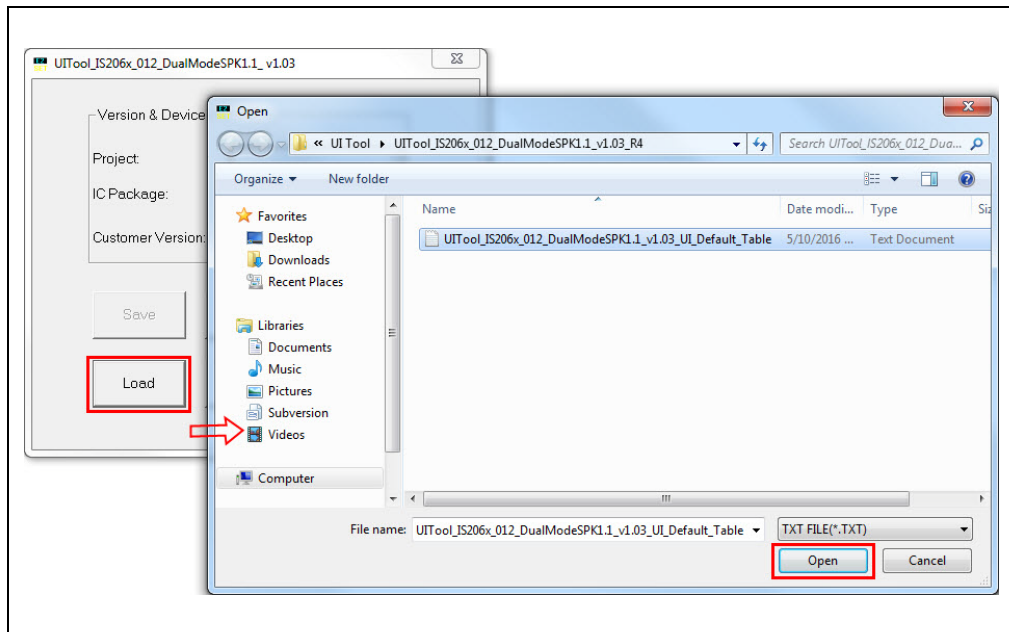 UITool_IS206x_012_DualModeSPK1.1_ v1.03
Version & Device
Project:
IC Package:
Customer Version:
Save
Load
Open
« UI Tool ▸ UITool_IS206x_012_DualModeSPK1.1_v1.03_R4
Search UITool_IS206x_012_Dua...
Organize
New folder
Favorites
Desktop
Downloads
Recent Places
Libraries
Documents
Music
Pictures
Subversion
Videos
Computer
Name Date modi... Type Siz
UITool_IS206x_012_DualModeSPK1.1_v1.03_UI_Default_Table 5/10/2016 ... Text Document
File name: UITool_IS206x_012_DualModeSPK1.1_v1.03_UI_Default_Table TXT FILE(*.TXT)
Open Cancel